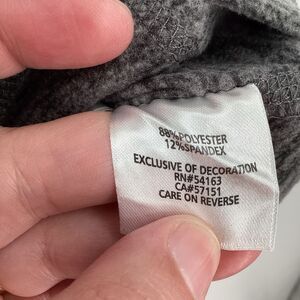 88%POLYESTER
12%SPANDEX
EXCLUSIVE OF DECORATION
RN#54163
CA#57151
CARE ON REVERSE